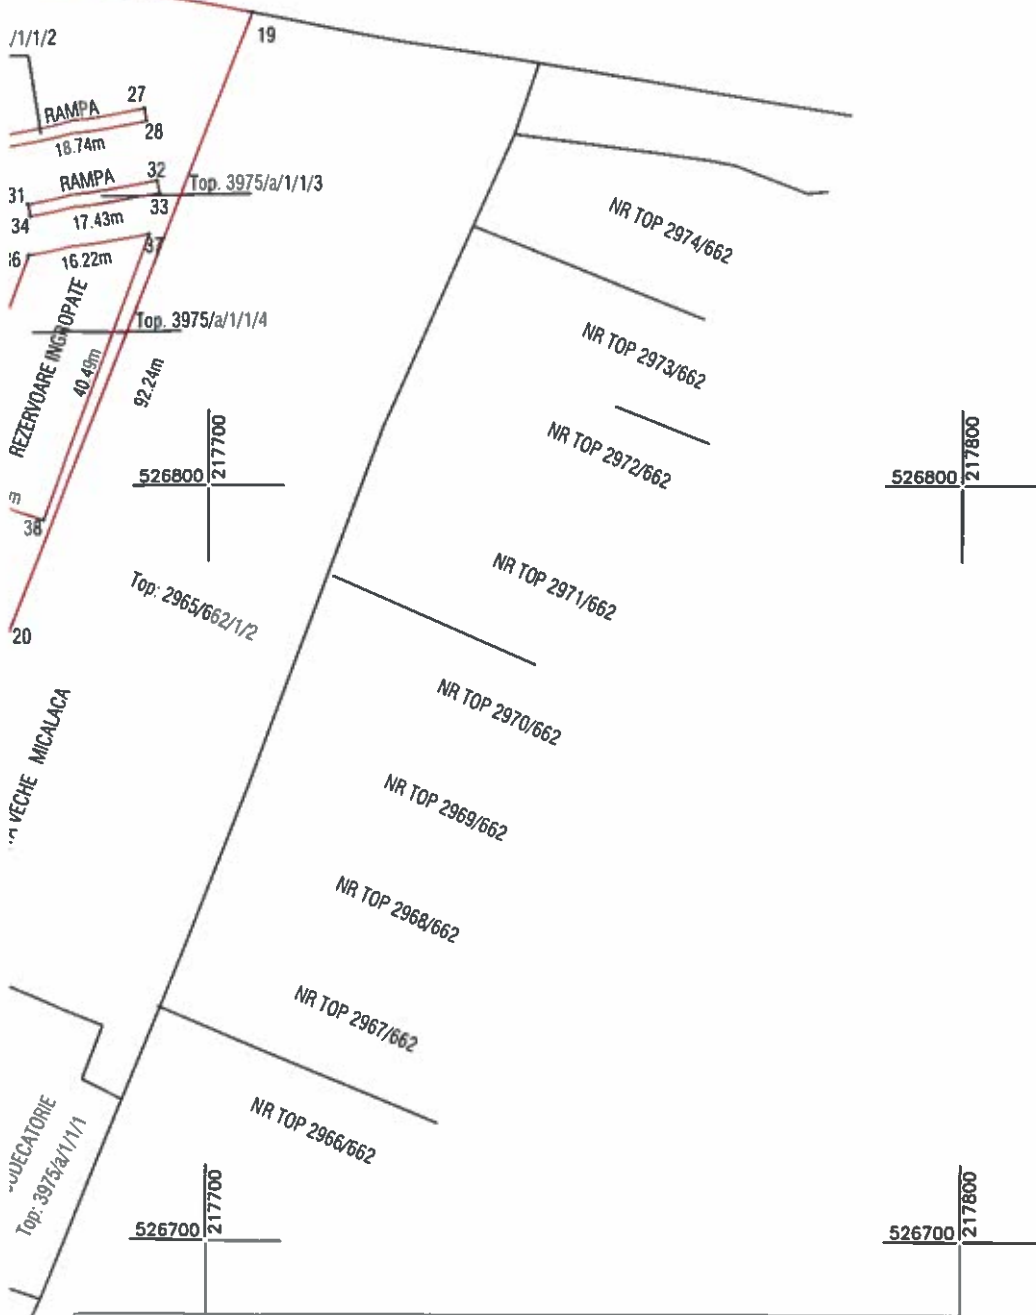 /1/1/2
19
27
RAMPA
28
18.74m
RAMPA
32
31
Top. 3975/a/1/1/3
33
34
17.43m
37
16.22m
REZERVOARE INGROPATE
Top. 3975/a/1/1/4
40.49m
92.24m
38
m
20
526800
217700
526800
217800
NR TOP 2974/662
NR TOP 2973/662
NR TOP 2972/662
NR TOP 2971/662
Top: 2965/662/1/2
NR TOP 2970/662
VECHE MICALACA
NR TOP 2969/662
NR TOP 2968/662
NR TOP 2967/662
NR TOP 2966/662
Top: 3975/a/1/1/1
526700
217700
526700
217800